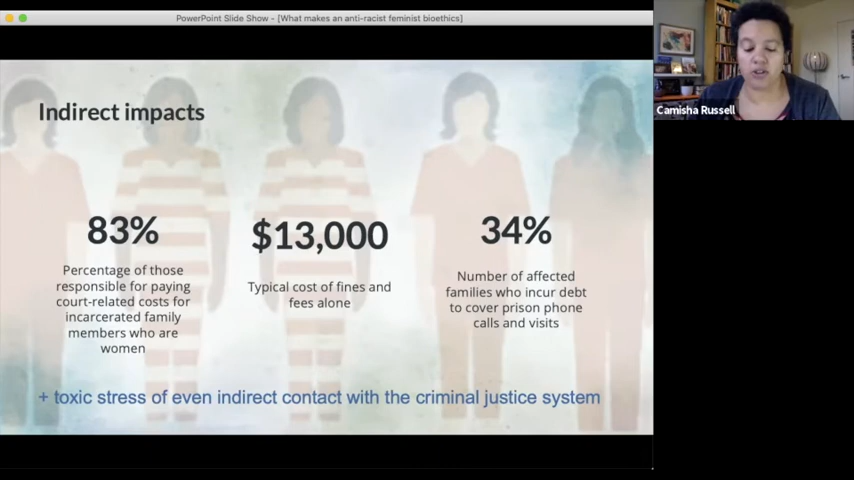 PowerPoint Slide Show - [What makes an anti-racist feminist bioethics]
Camisha Russell
Indirect impacts
83%
Percentage of those
responsible for paying
court-related costs for
incarcerated family
members who are
women
$13,000
Typical cost of fines and
fees alone
34%
Number of affected
families who incur debt
to cover prison phone
calls and visits
+ toxic stress of even indirect contact with the criminal justice system